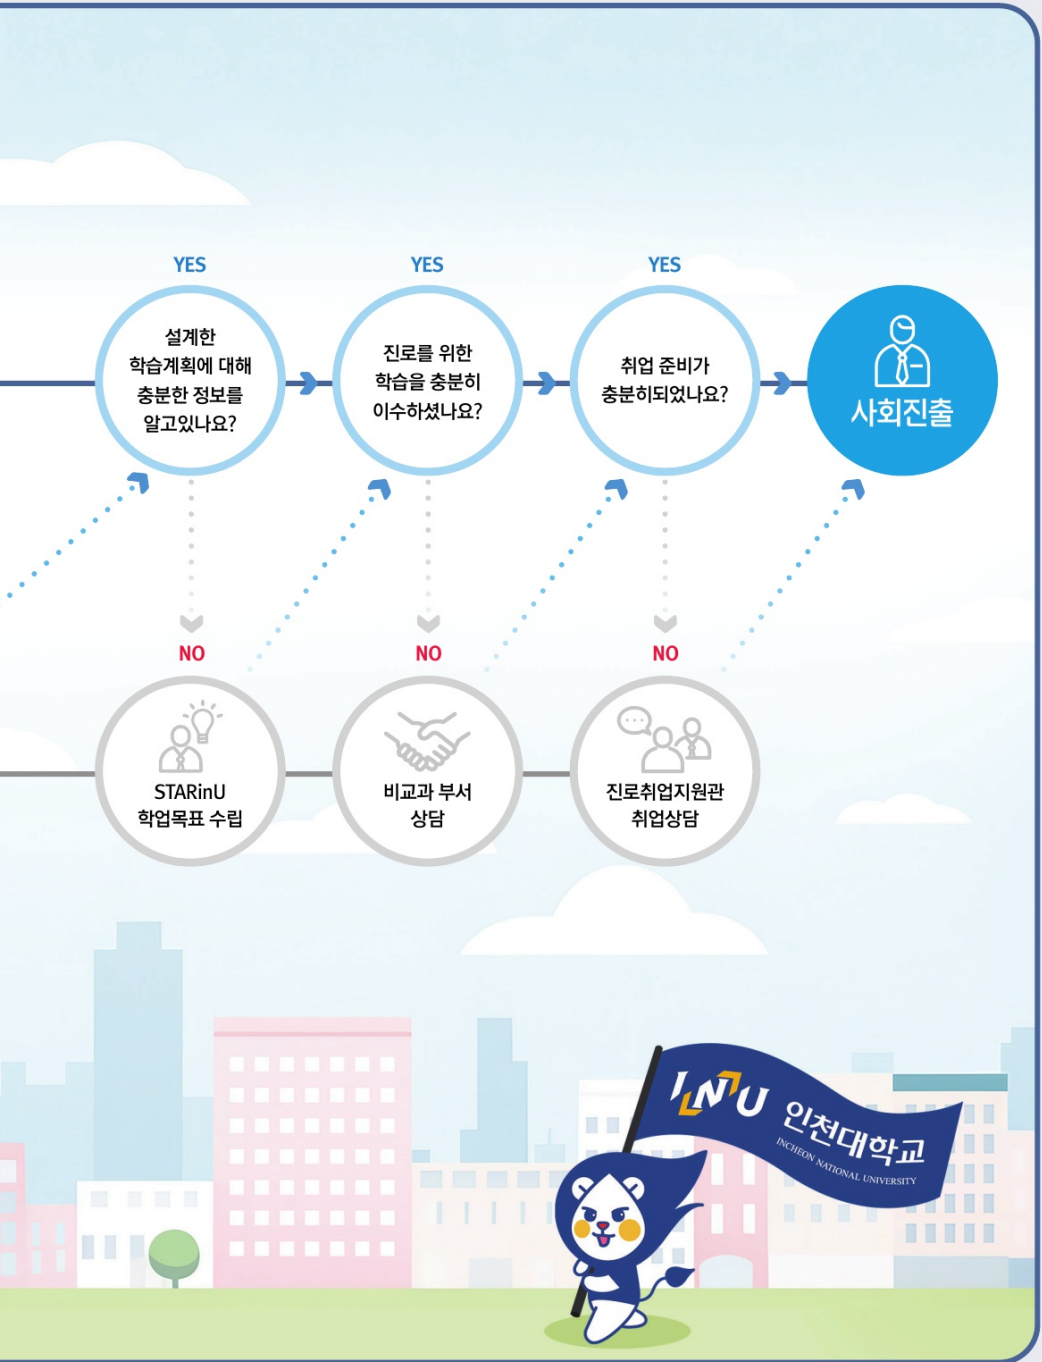 YES
YES
YES
설계한
학습계획에 대해
충분한 정보를
알고있나요?
진로를 위한
학습을 충분히
이수하셨나요?
취업 준비가
충분히되었나요?
사회진출
NO
NO
NO
STARinU
학업목표 수립
비교과 부서
상담
진로취업지원관
취업상담
INU 인천대학교
INCHEON NATIONAL UNIVERSITY